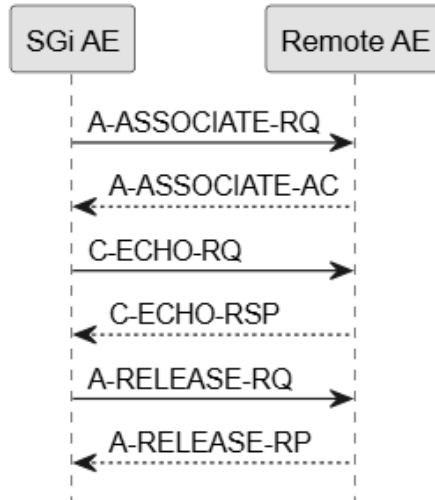 SGi AE
Remote AE
A-ASSOCIATE-RQ
A-ASSOCIATE-AC
C-ECHO-RQ
C-ECHO-RSP
A-RELEASE-RQ
A-RELEASE-RP